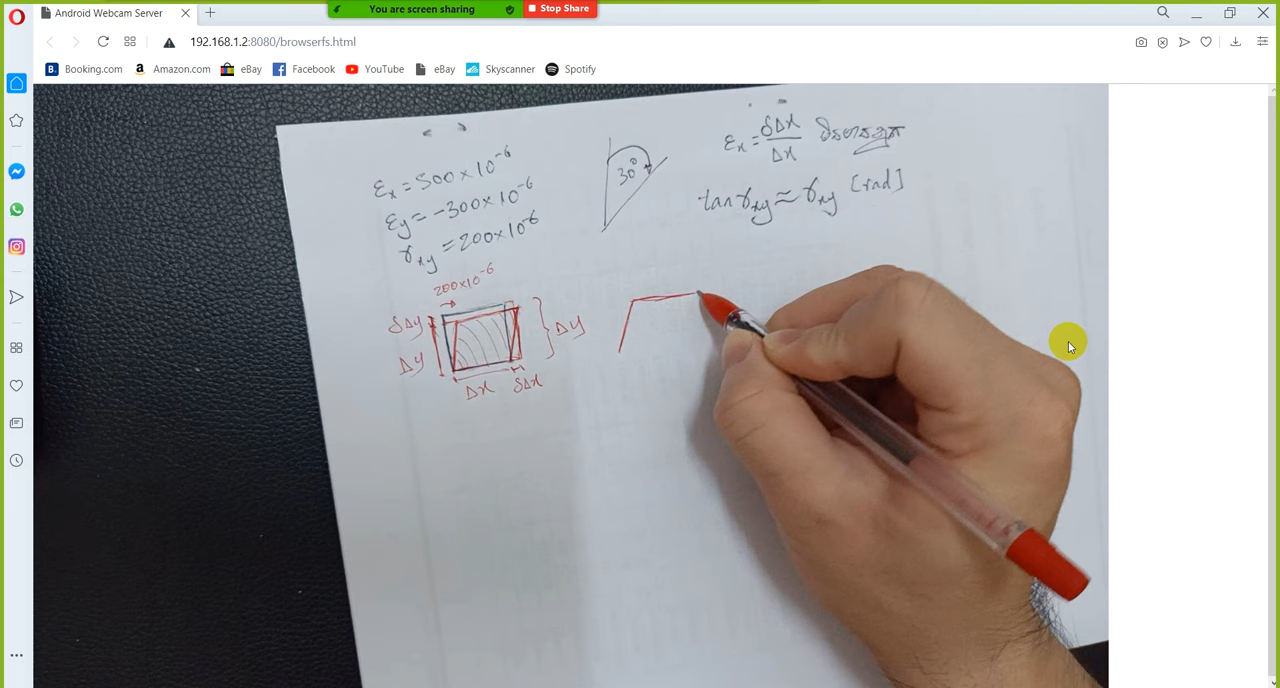 You are screen sharing
Stop Share
Android Webcam Server
192.168.1.2:8080/browserfs.html
Booking.com
Amazon.com
eBay
Facebook
YouTube
eBay
Skyscanner
Spotify
εx = 500×10⁻⁶
εy = -300×10⁻⁶
γxy = 200×10⁻⁶
30°
εx = δΔx/Δx
tan γxy ≈ γxy [rad]
200×10⁻⁶
δΔy
Δy
Δy
Δx
δΔx